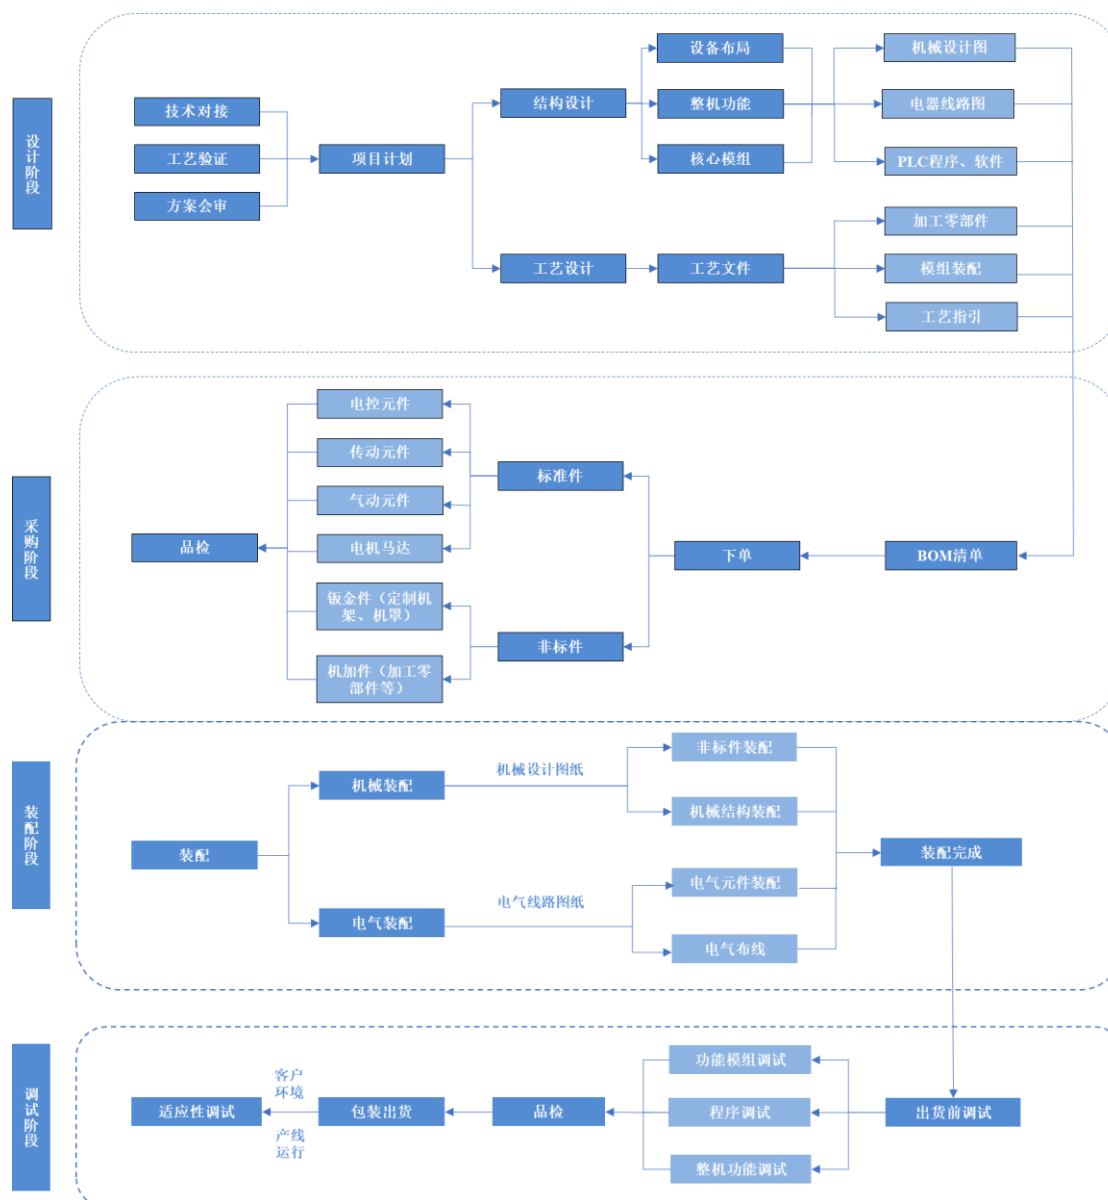 设计阶段
技术对接
工艺验证
方案会审
项目计划
结构设计
工艺设计
设备布局
整机功能
核心模组
工艺文件
机械设计图
电器线路图
PLC程序、软件
加工零部件
模组装配
工艺指引
采购阶段
BOM清单
下单
标准件
非标件
电控元件
传动元件
气动元件
电机马达
钣金件（定制机
架、机罩）
机加件（加工零
部件等）
品检
装配阶段
装配
机械装配
电气装配
机械设计图纸
电气线路图纸
非标件装配
机械结构装配
电气元件装配
电气布线
装配完成
调试阶段
出货前调试
功能模组调试
程序调试
整机功能调试
品检
包装出货
客户
环境
产线
运行
适应性调试